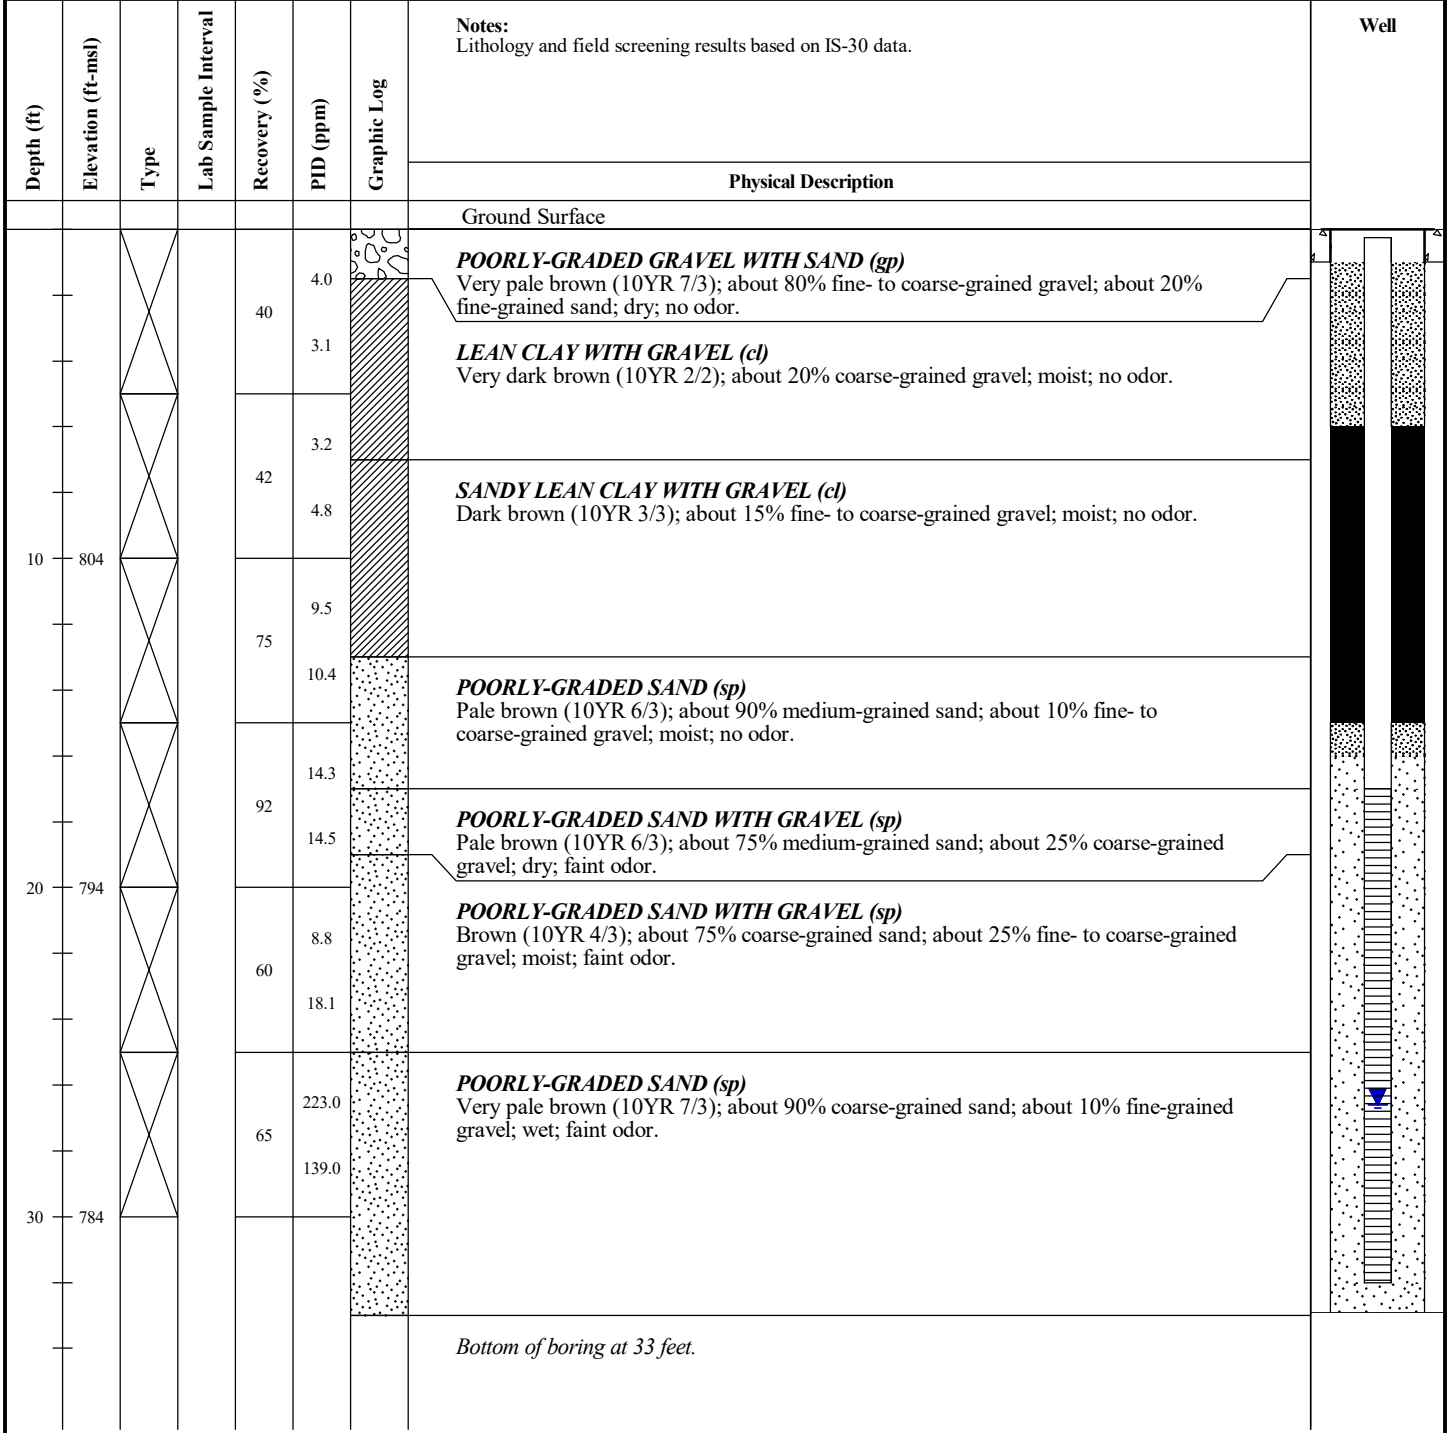 Depth (ft)
Elevation (ft-msl)
Type
Lab Sample Interval
Recovery (%)
PID (ppm)
Graphic Log
Notes:
Lithology and field screening results based on IS-30 data.
Physical Description
Well
Ground Surface
POORLY-GRADED GRAVEL WITH SAND (gp)
Very pale brown (10YR 7/3); about 80% fine- to coarse-grained gravel; about 20%
fine-grained sand; dry; no odor.
4.0
40
3.1
LEAN CLAY WITH GRAVEL (cl)
Very dark brown (10YR 2/2); about 20% coarse-grained gravel; moist; no odor.
3.2
42
4.8
SANDY LEAN CLAY WITH GRAVEL (cl)
Dark brown (10YR 3/3); about 15% fine- to coarse-grained gravel; moist; no odor.
10
804
9.5
75
10.4
POORLY-GRADED SAND (sp)
Pale brown (10YR 6/3); about 90% medium-grained sand; about 10% fine- to
coarse-grained gravel; moist; no odor.
14.3
92
14.5
POORLY-GRADED SAND WITH GRAVEL (sp)
Pale brown (10YR 6/3); about 75% medium-grained sand; about 25% coarse-grained
gravel; dry; faint odor.
20
794
POORLY-GRADED SAND WITH GRAVEL (sp)
Brown (10YR 4/3); about 75% coarse-grained sand; about 25% fine- to coarse-grained
gravel; moist; faint odor.
8.8
60
18.1
POORLY-GRADED SAND (sp)
Very pale brown (10YR 7/3); about 90% coarse-grained sand; about 10% fine-grained
gravel; wet; faint odor.
223.0
65
139.0
30
784
Bottom of boring at 33 feet.